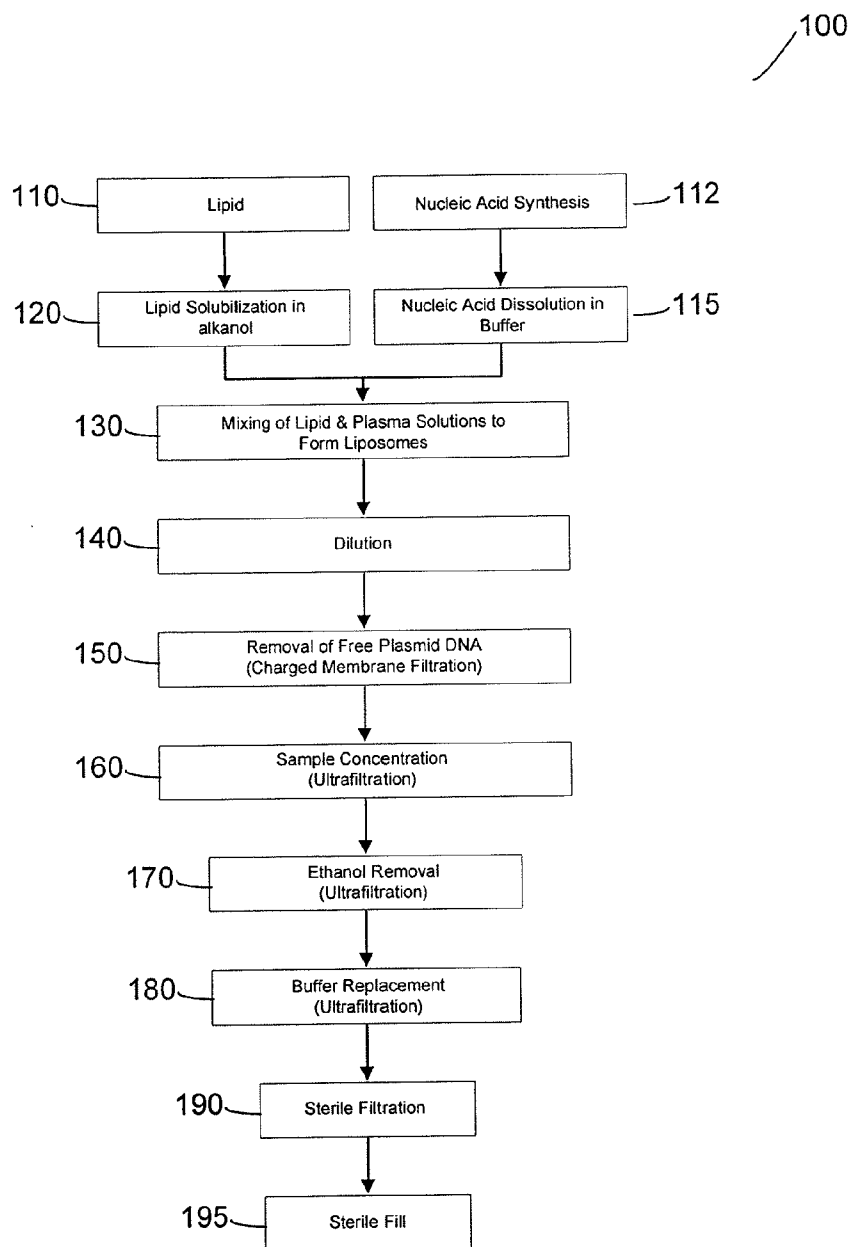 100
110
Lipid
Nucleic Acid Synthesis
112
120
Lipid Solubilization in
alkanol
Nucleic Acid Dissolution in
Buffer
115
130
Mixing of Lipid & Plasma Solutions to
Form Liposomes
140
Dilution
150
Removal of Free Plasmid DNA
(Charged Membrane Filtration)
160
Sample Concentration
(Ultrafiltration)
170
Ethanol Removal
(Ultrafiltration)
180
Buffer Replacement
(Ultrafiltration)
190
Sterile Filtration
195
Sterile Fill